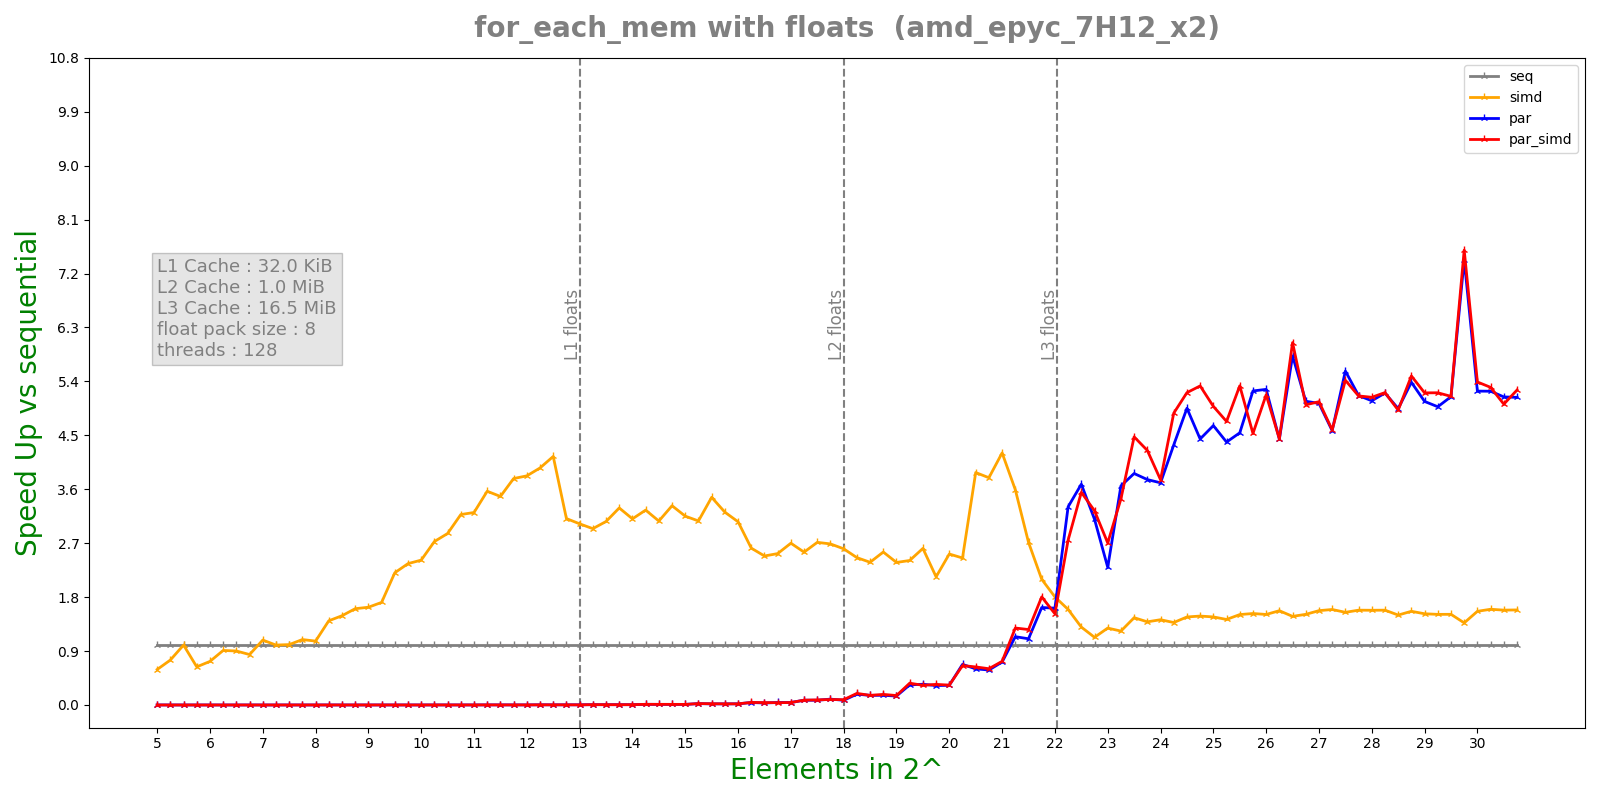 for_each_mem with floats  (amd_epyc_7H12_x2)
10.8
9.9
9.0
8.1
7.2
6.3
5.4
4.5
3.6
2.7
1.8
0.9
0.0
Speed Up vs sequential
seq
simd
par
par_simd
L1 Cache : 32.0 KiB
L2 Cache : 1.0 MiB
L3 Cache : 16.5 MiB
float pack size : 8
threads : 128
L1 floats
L2 floats
L3 floats
5 6 7 8 9 10 11 12 13 14 15 16 17 18 19 20 21 22 23 24 25 26 27 28 29 30
Elements in 2^